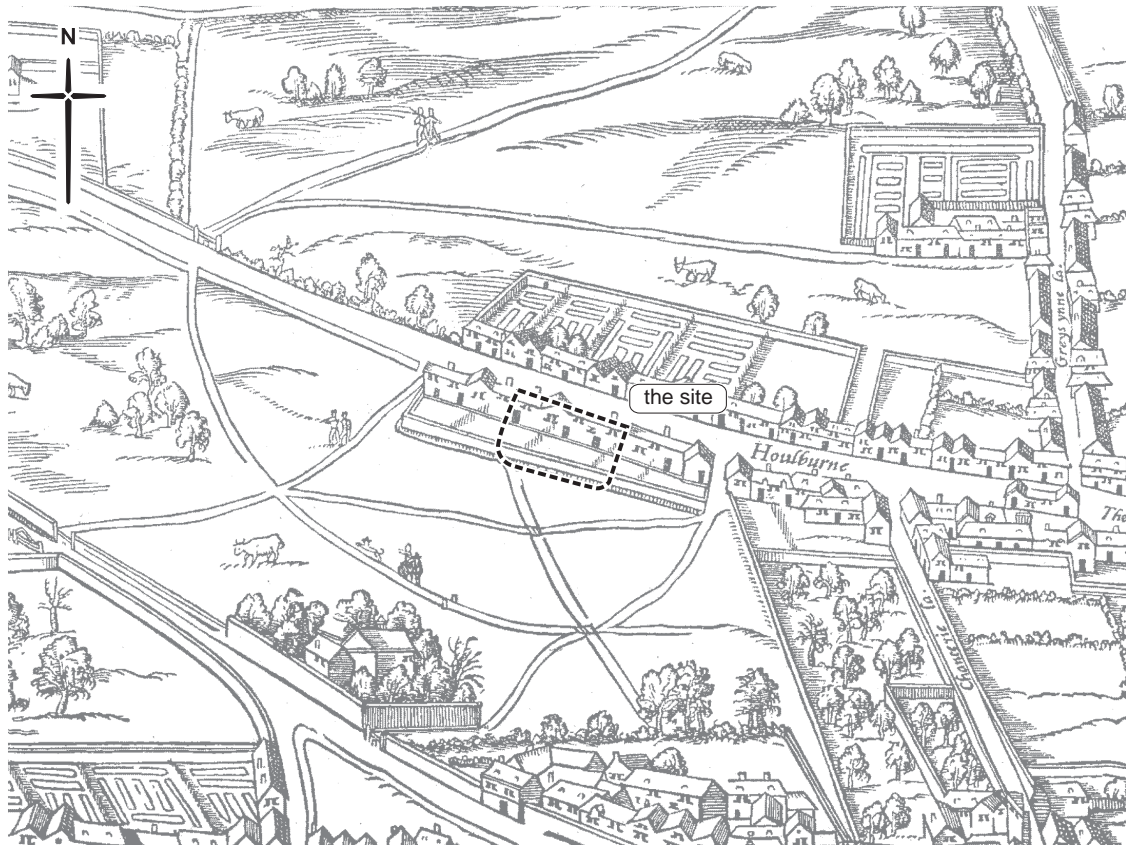 N
the site
Greys ynne La.
Houlburne
The
Chancerie La.